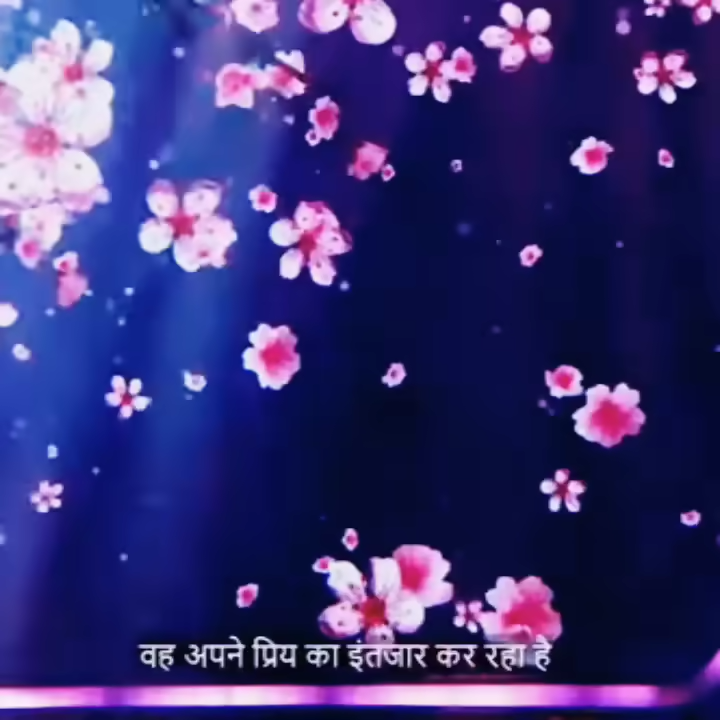 वह अपने प्रिय का इंतजार कर रहा है